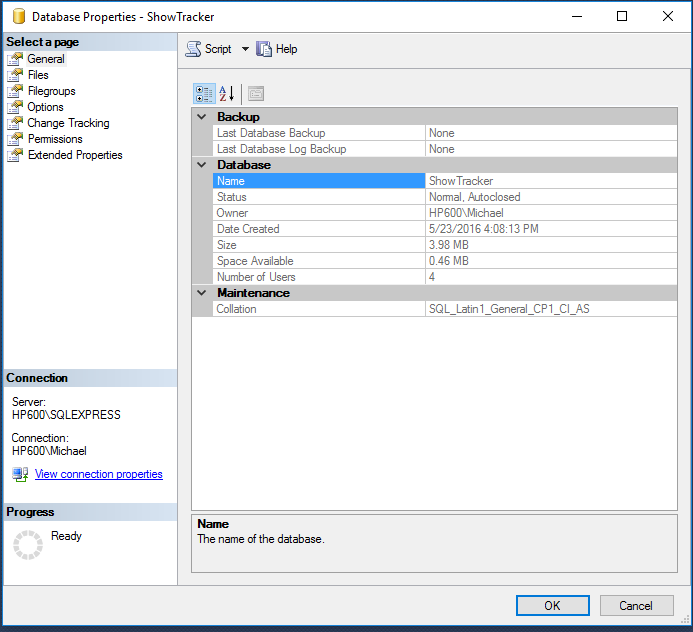 Database Properties - ShowTracker
Select a page
General
Files
Filegroups
Options
Change Tracking
Permissions
Extended Properties
Connection
Server:
HP600\SQLEXPRESS
Connection:
HP600\Michael
View connection properties
Progress
Ready
Script Help
Backup
Last Database Backup None
Last Database Log Backup None
Database
Name ShowTracker
Status Normal, Autoclosed
Owner HP600\Michael
Date Created 5/23/2016 4:08:13 PM
Size 3.98 MB
Space Available 0.46 MB
Number of Users 4
Maintenance
Collation SQL_Latin1_General_CP1_CI_AS
Name
The name of the database.
OK Cancel